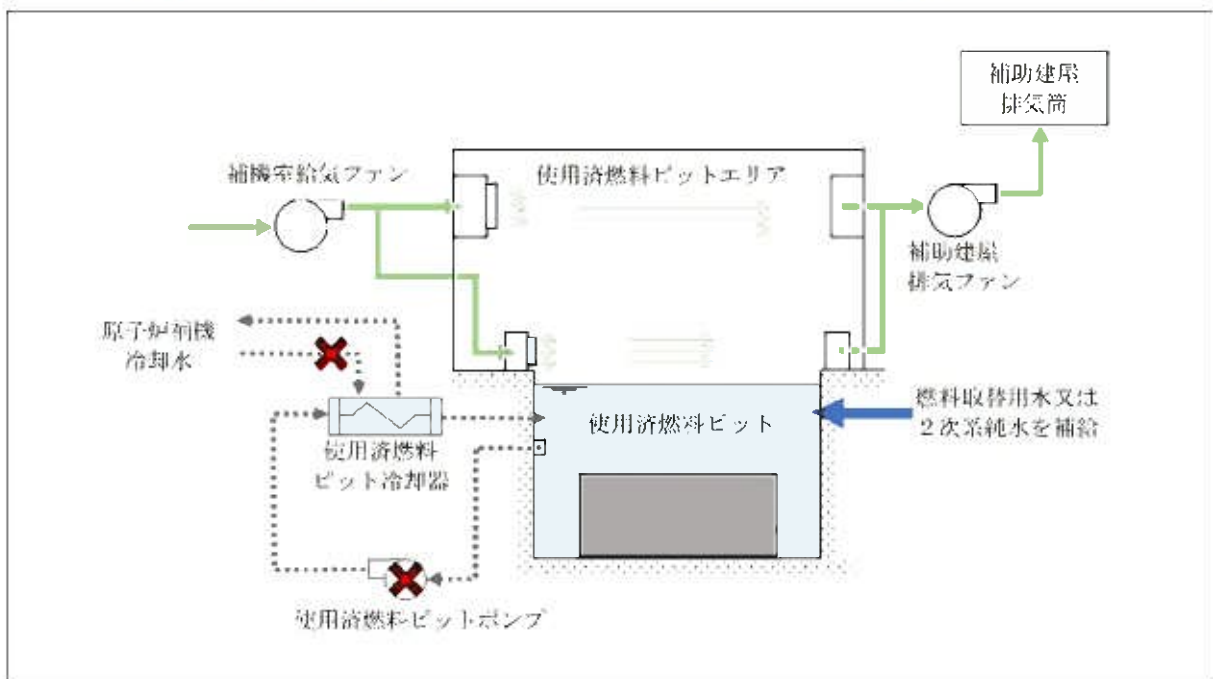 補助建屋
排気筒
補機室給気ファン
使用済燃料ピットエリア
補助建屋
排気ファン
原子炉補機
冷却水
使用済燃料ピット
燃料取替用水又は
2次系純水を補給
使用済燃料
ピット冷却器
使用済燃料ピットポンプ